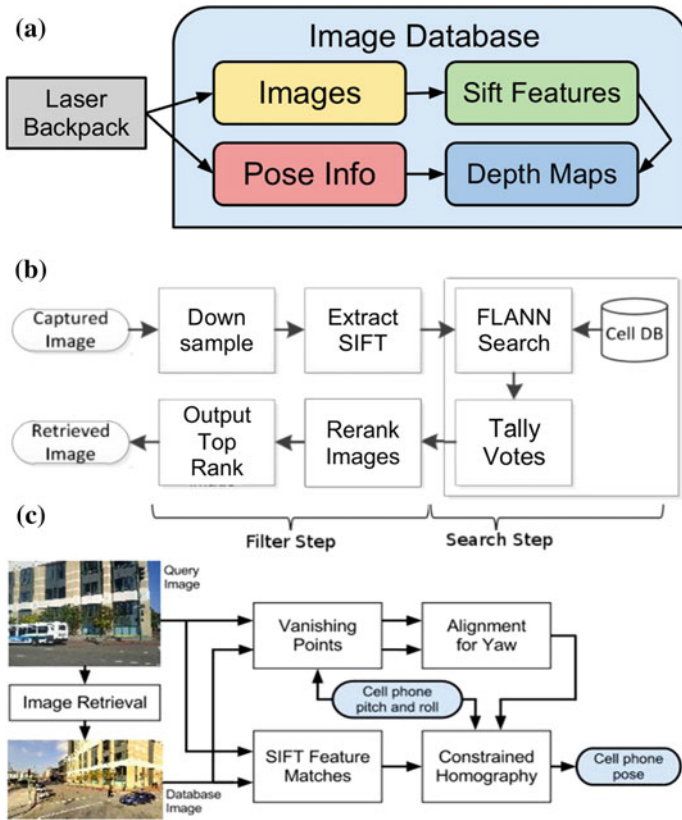 (a)
Image Database
Laser
Backpack
Images
Sift Features
Pose Info
Depth Maps
(b)
Captured
Image
Down
sample
Extract
SIFT
FLANN
Search
Cell DB
Retrieved
Image
Output
Top
Rank
Rerank
Images
Tally
Votes
Filter Step
Search Step
(c)
Query
Image
Vanishing
Points
Alignment
for Yaw
Image Retrieval
Cell phone
pitch and roll
SIFT Feature
Matches
Constrained
Homography
Cell phone
pose
Database
Image